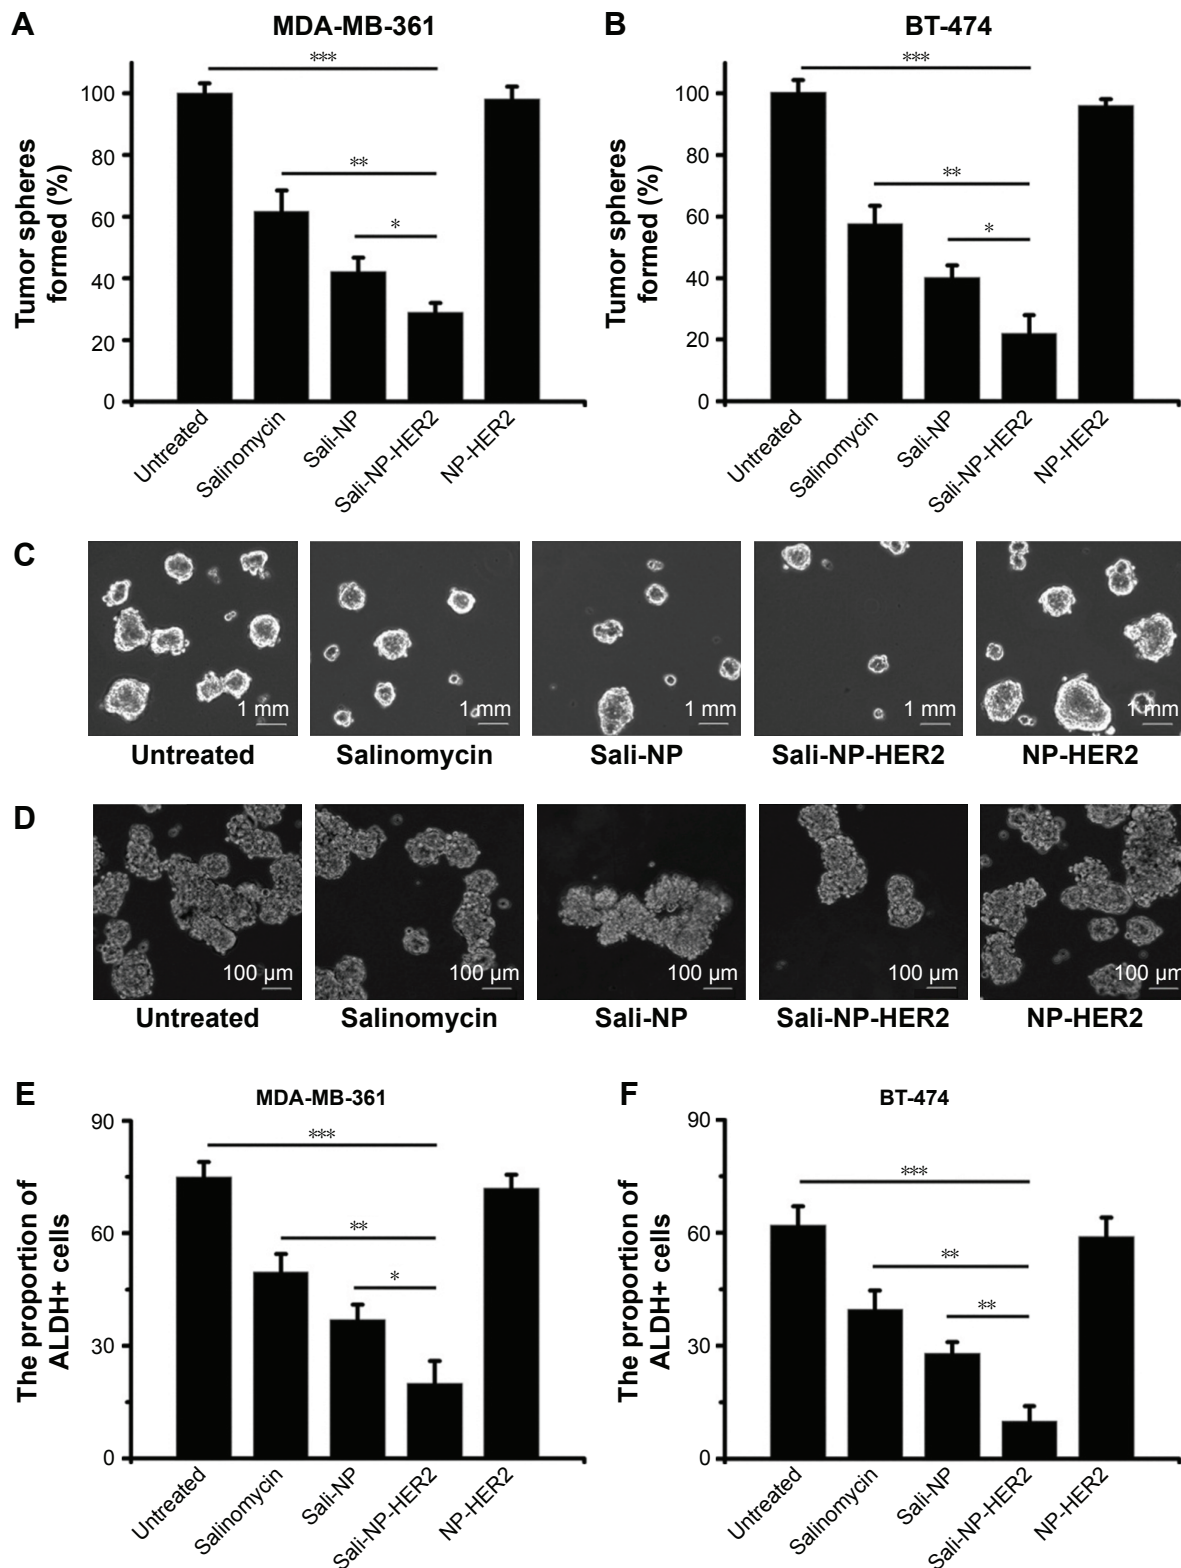 A
MDA-MB-361
Tumor spheres
formed (%)
100
80
60
40
20
0
***
**
*
Untreated
Salinomycin
Sali-NP
Sali-NP-HER2
NP-HER2
B
BT-474
Tumor spheres
formed (%)
100
80
60
40
20
0
***
**
*
Untreated
Salinomycin
Sali-NP
Sali-NP-HER2
NP-HER2
C
1 mm
1 mm
1 mm
1 mm
1 mm
Untreated
Salinomycin
Sali-NP
Sali-NP-HER2
NP-HER2
D
100 µm
100 µm
100 µm
100 µm
100 µm
Untreated
Salinomycin
Sali-NP
Sali-NP-HER2
NP-HER2
E
MDA-MB-361
The proportion of
ALDH+ cells
90
60
30
0
***
**
*
Untreated
Salinomycin
Sali-NP
Sali-NP-HER2
NP-HER2
F
BT-474
The proportion of
ALDH+ cells
90
60
30
0
***
**
**
Untreated
Salinomycin
Sali-NP
Sali-NP-HER2
NP-HER2